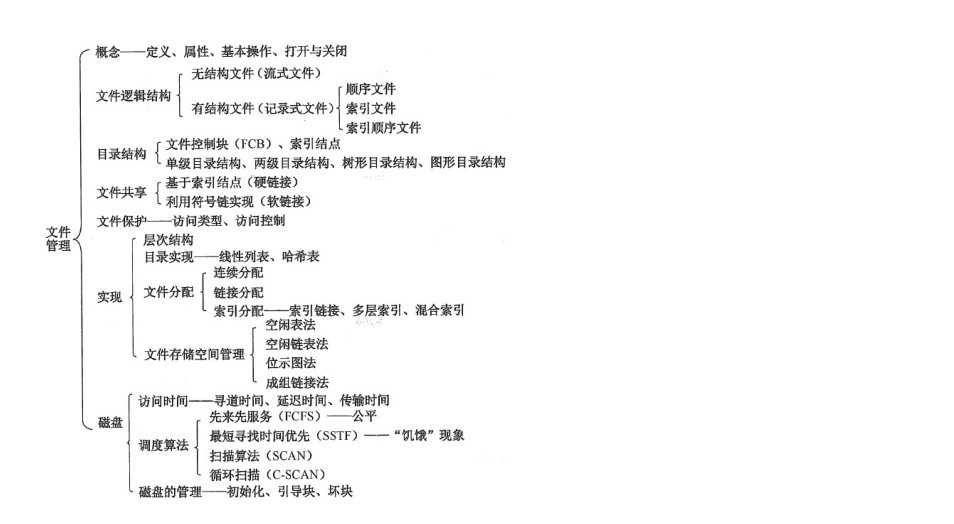 概念——定义、属性、基本操作、打开与关闭
无结构文件（流式文件）
文件逻辑结构
有结构文件（记录式文件）
顺序文件
索引文件
索引顺序文件
目录结构
文件控制块（FCB）、索引结点
单级目录结构、两级目录结构、树形目录结构、图形目录结构
文件共享
基于索引结点（硬链接）
利用符号链实现（软链接）
文件保护——访问类型、访问控制
文件
管理
实现
层次结构
目录实现——线性列表、哈希表
文件分配
连续分配
链接分配
索引分配——索引链接、多层索引、混合索引
文件存储空间管理
空闲表法
空闲链表法
位示图法
成组链接法
磁盘
访问时间——寻道时间、延迟时间、传输时间
调度算法
先来先服务（FCFS）——公平
最短寻找时间优先（SSTF）——“饥饿”现象
扫描算法（SCAN）
循环扫描（C-SCAN）
磁盘的管理——初始化、引导块、坏块